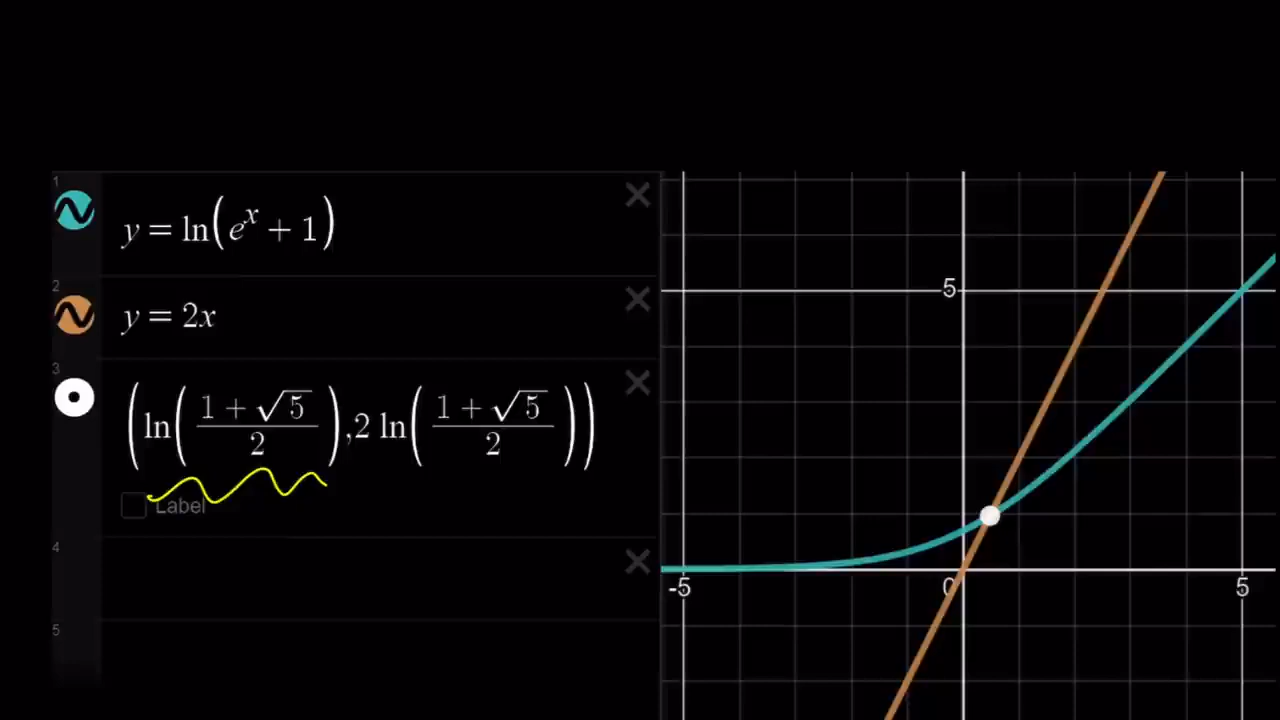 1
y = ln(e^x + 1)
2
y = 2x
3
(ln((1 + √5)/2), 2 ln((1 + √5)/2))
Label
4
5
5
-5
0
5